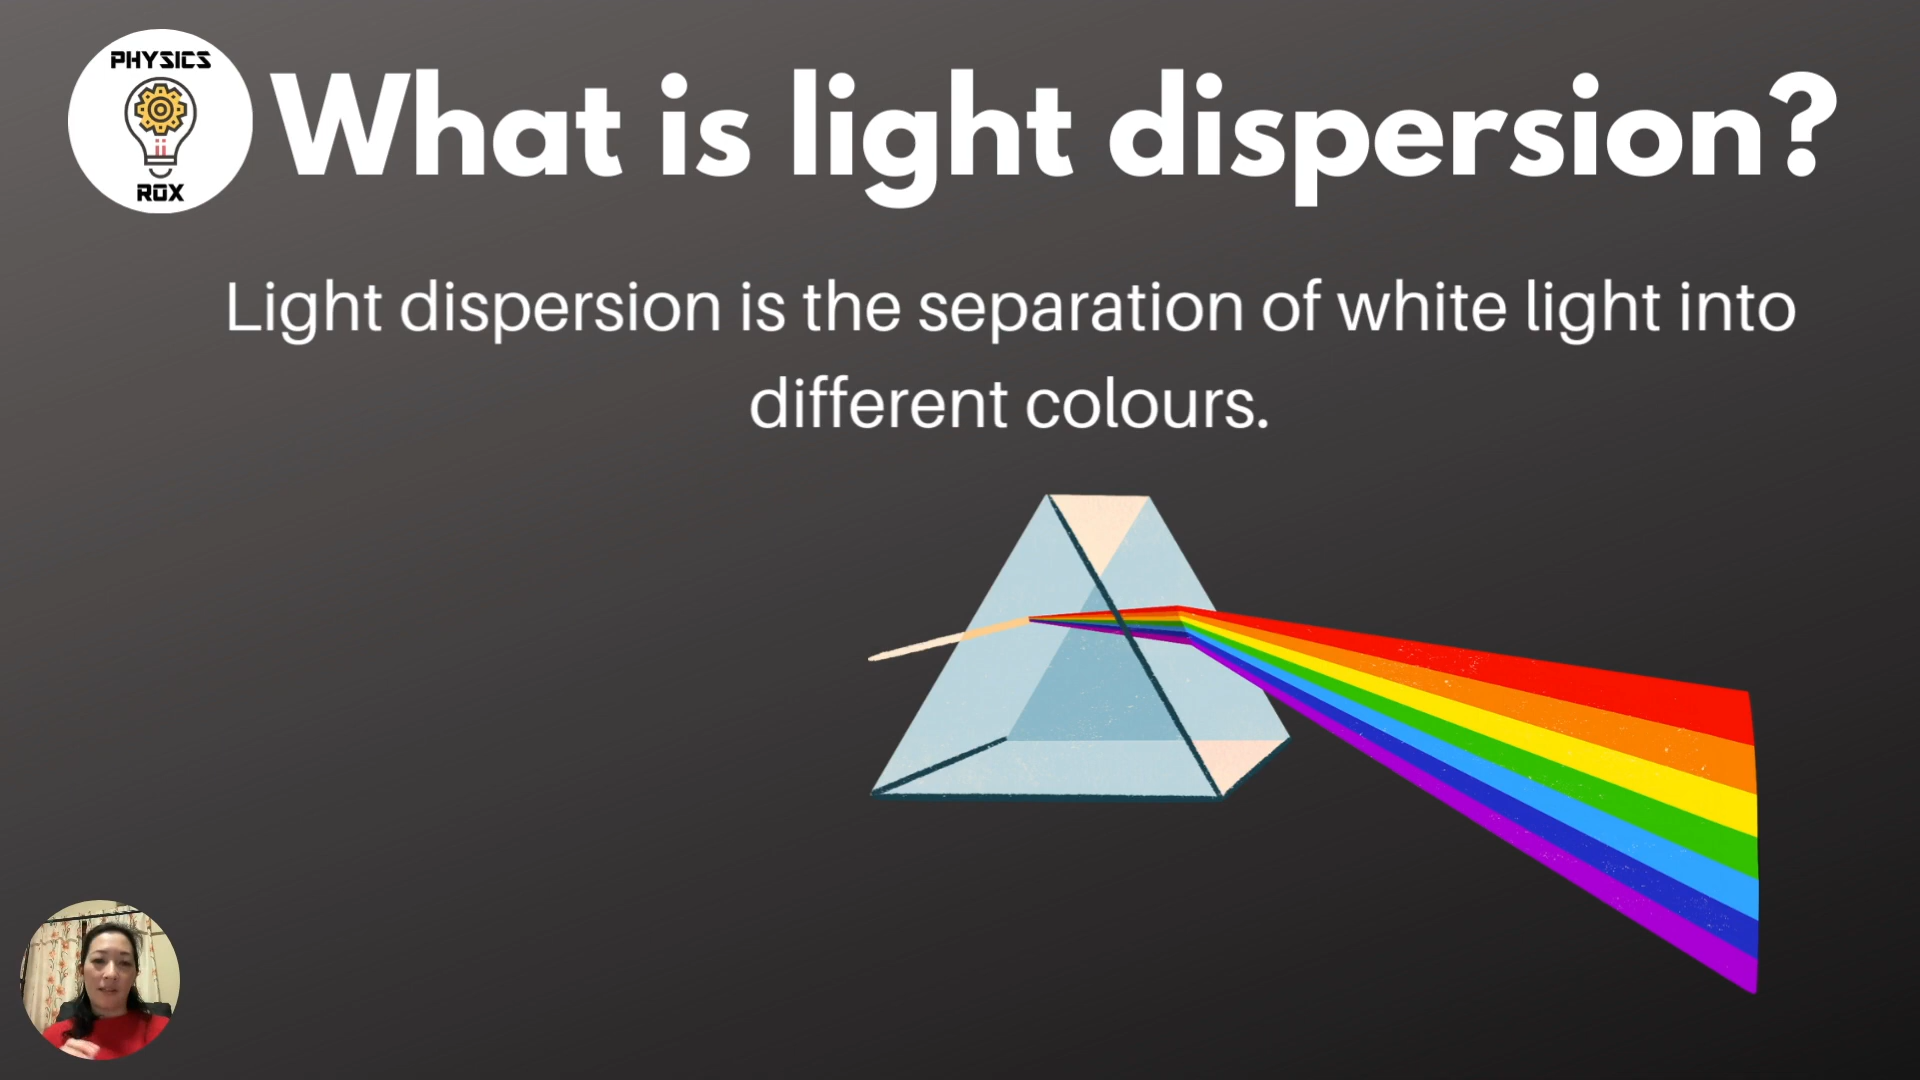 PHYSICS
ROX
What is light dispersion?
Light dispersion is the separation of white light into
different colours.